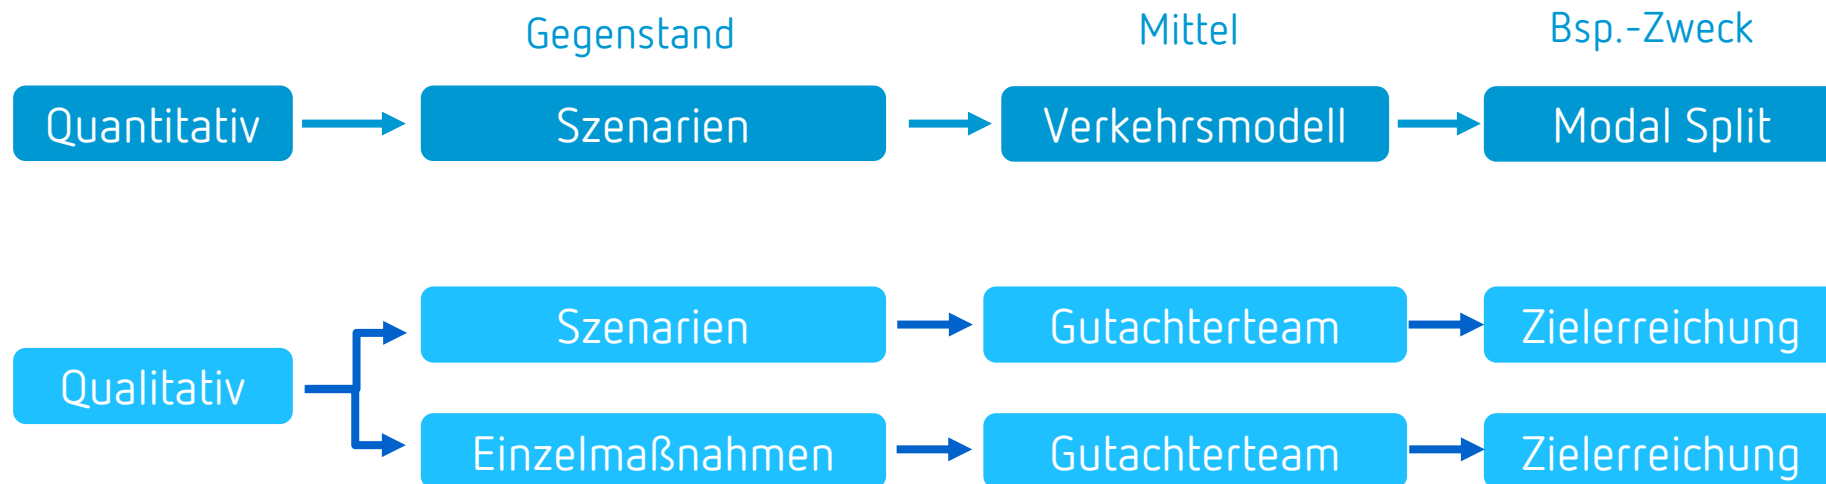 Gegenstand
Mittel
Bsp.-Zweck
Quantitativ
Szenarien
Verkehrsmodell
Modal Split
Szenarien
Gutachterteam
Zielerreichung
Qualitativ
Einzelmaßnahmen
Gutachterteam
Zielerreichung